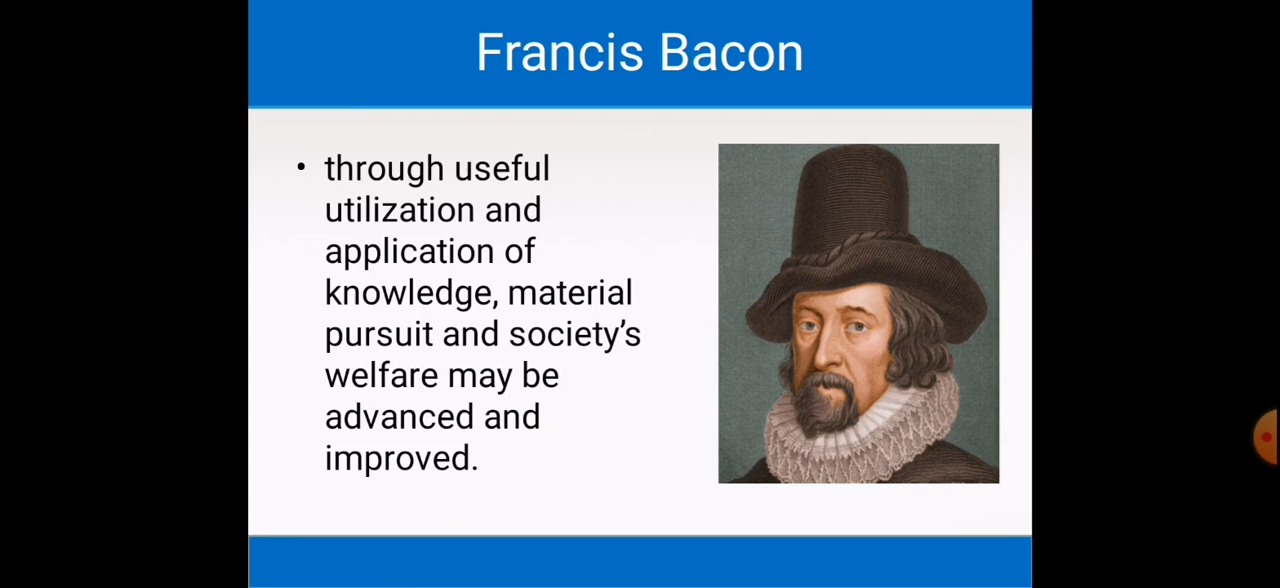 Francis Bacon
• through useful
utilization and
application of
knowledge, material
pursuit and society’s
welfare may be
advanced and
improved.